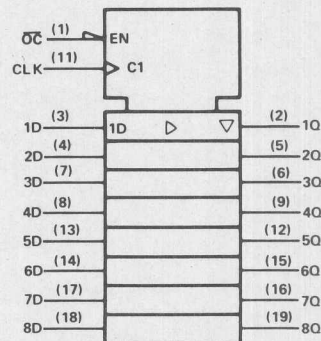 O̅C̅ (1) EN
CLK (11) C1
1D (3) 1D (2) 1Q
2D (4) (5) 2Q
3D (7) (6) 3Q
4D (8) (9) 4Q
5D (13) (12) 5Q
6D (14) (15) 6Q
7D (17) (16) 7Q
8D (18) (19) 8Q